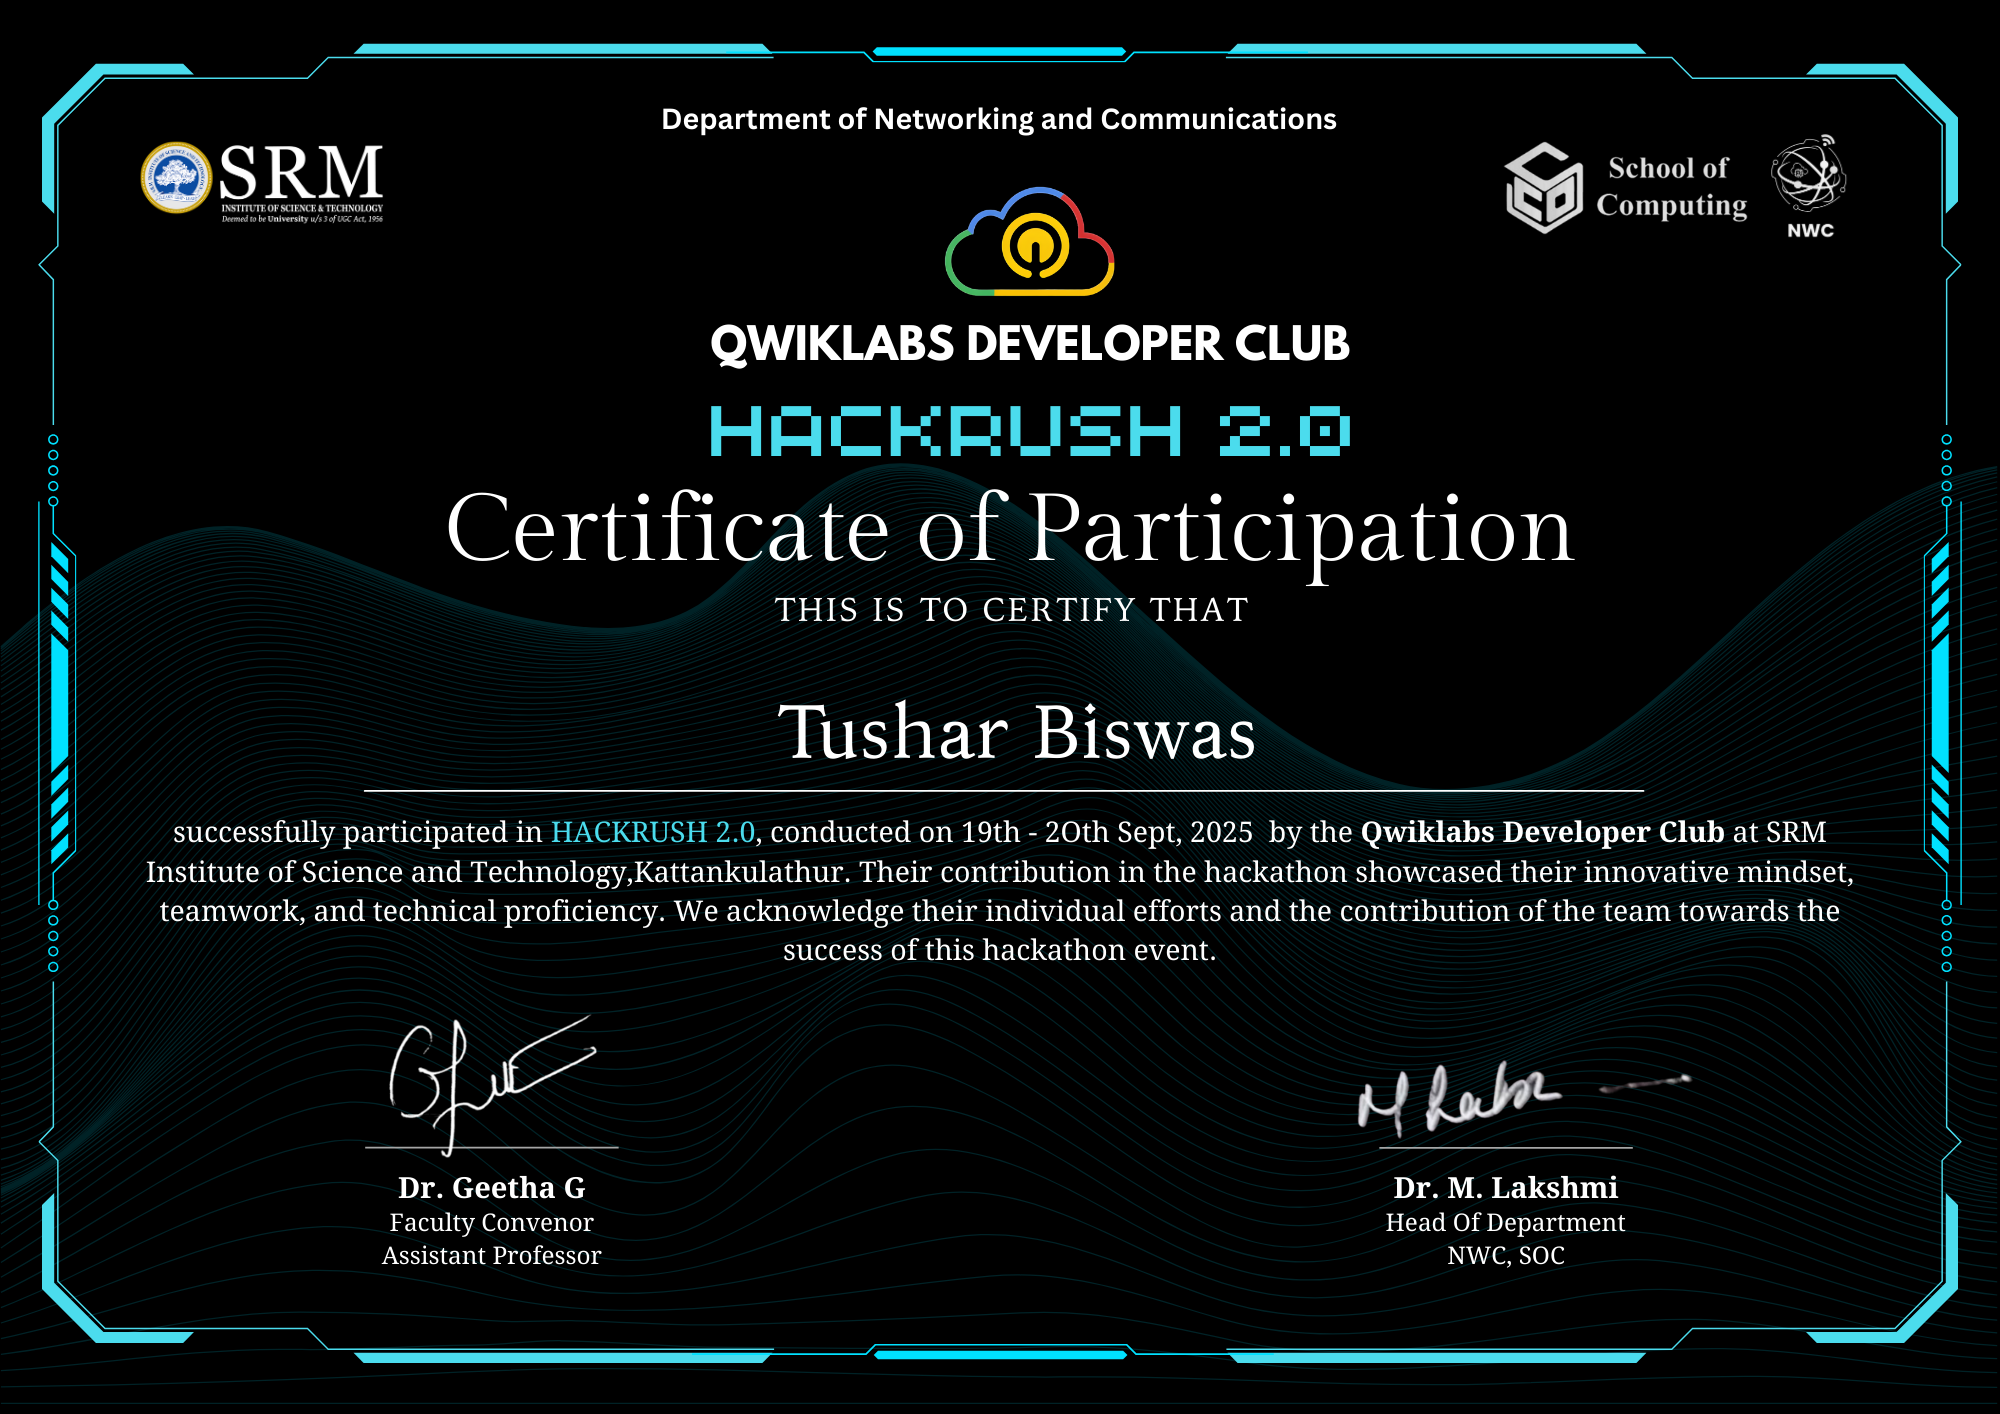 Department of Networking and Communications
SRM
INSTITUTE OF SCIENCE & TECHNOLOGY
Deemed to be University u/s 3 of UGC Act, 1956
School of
Computing
NWC
QWIKLABS DEVELOPER CLUB
HACKRUSH 2.0
Certificate of Participation
THIS IS TO CERTIFY THAT
Tushar Biswas
successfully participated in HACKRUSH 2.0, conducted on 19th - 2Oth Sept, 2025 by the Qwiklabs Developer Club at SRM
Institute of Science and Technology,Kattankulathur. Their contribution in the hackathon showcased their innovative mindset,
teamwork, and technical proficiency. We acknowledge their individual efforts and the contribution of the team towards the
success of this hackathon event.
Dr. Geetha G
Faculty Convenor
Assistant Professor
Dr. M. Lakshmi
Head Of Department
NWC, SOC